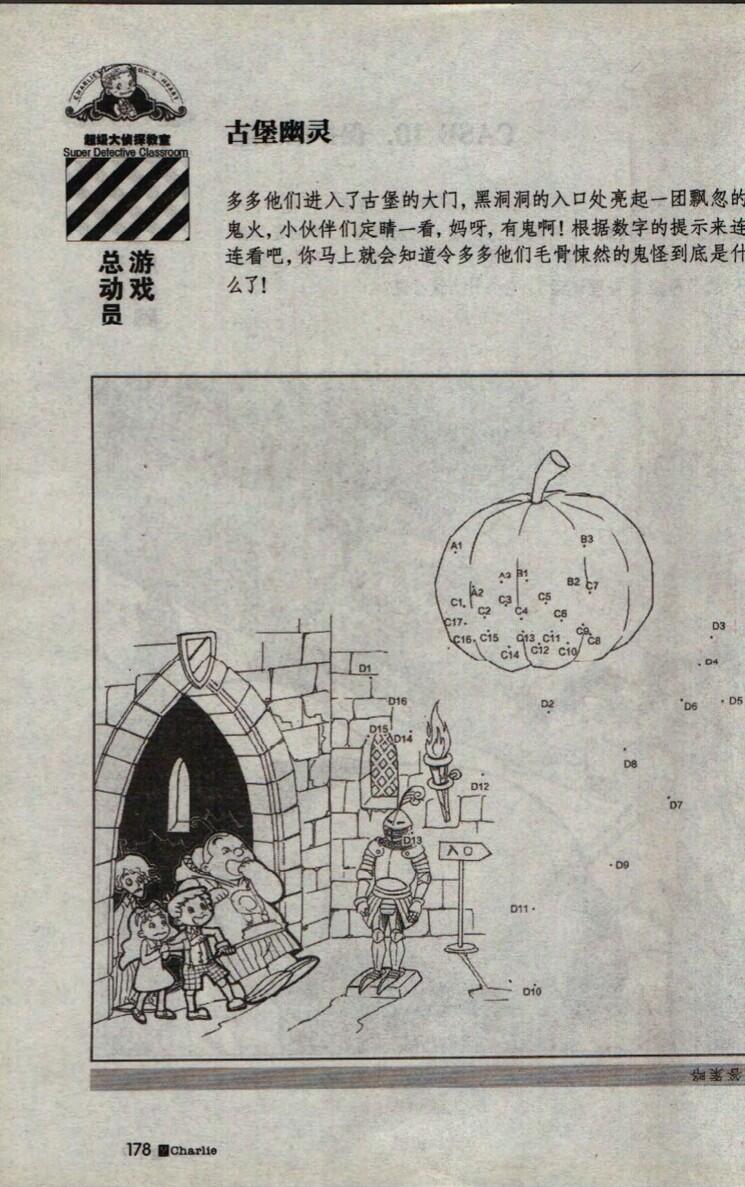 CHARLIE
超级大侦探教室
Super Detective Classroom
游戏
总动员
古堡幽灵
多多他们进入了古堡的大门，黑洞洞的入口处亮起一团飘忽的
鬼火，小伙伴们定睛一看，妈呀，有鬼啊！根据数字的提示来连
连看吧，你马上就会知道令多多他们毛骨悚然的鬼怪到底是什
么了！
A1
B3
A3 B1
A2
B2 C7
C1 C3 C5
C2 C4 C6
C17
C16 C15 C13 C11 C9 C8
C14 C12 C10
D3
D1
D4
D16
D2
D6 D5
D15 D14
D8
D12
D7
D13
入口
D9
D11
D10
答案略
178 Charlie